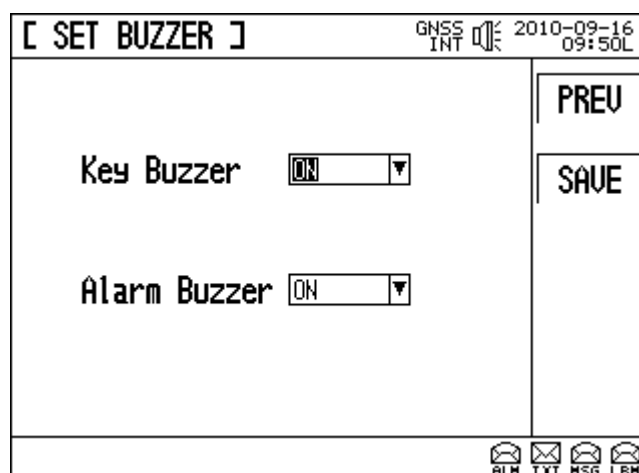 [ SET BUZZER ]
GNSS
INT
2010-09-16
09:50L
PREV
Key Buzzer ON
SAVE
Alarm Buzzer ON
ALM TXT MSG LRM